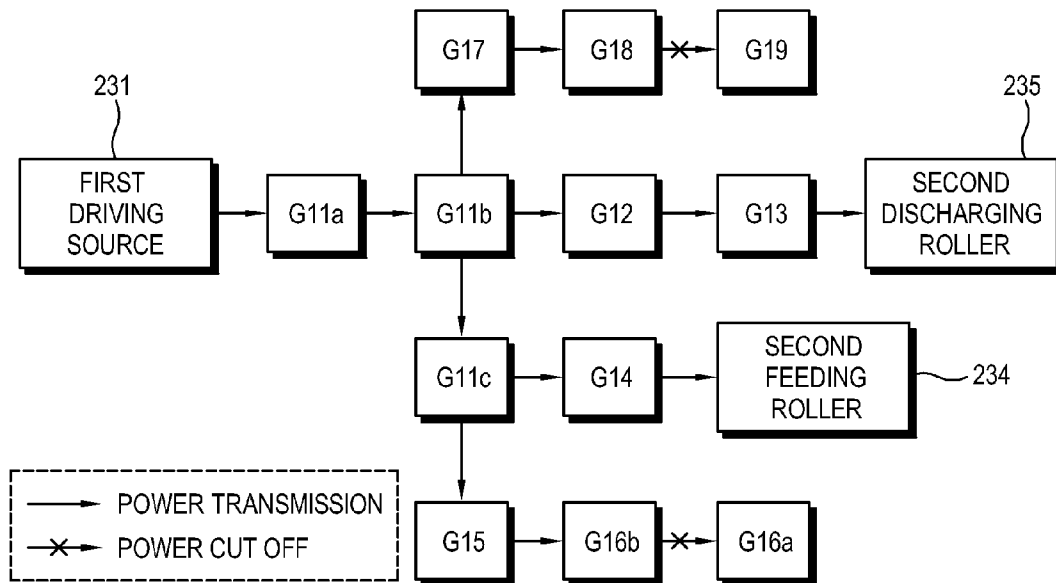 G17
G18
G19
231
235
FIRST
DRIVING
SOURCE
G11a
G11b
G12
G13
SECOND
DISCHARGING
ROLLER
G11c
G14
SECOND
FEEDING
ROLLER
234
POWER TRANSMISSION
POWER CUT OFF
G15
G16b
G16a